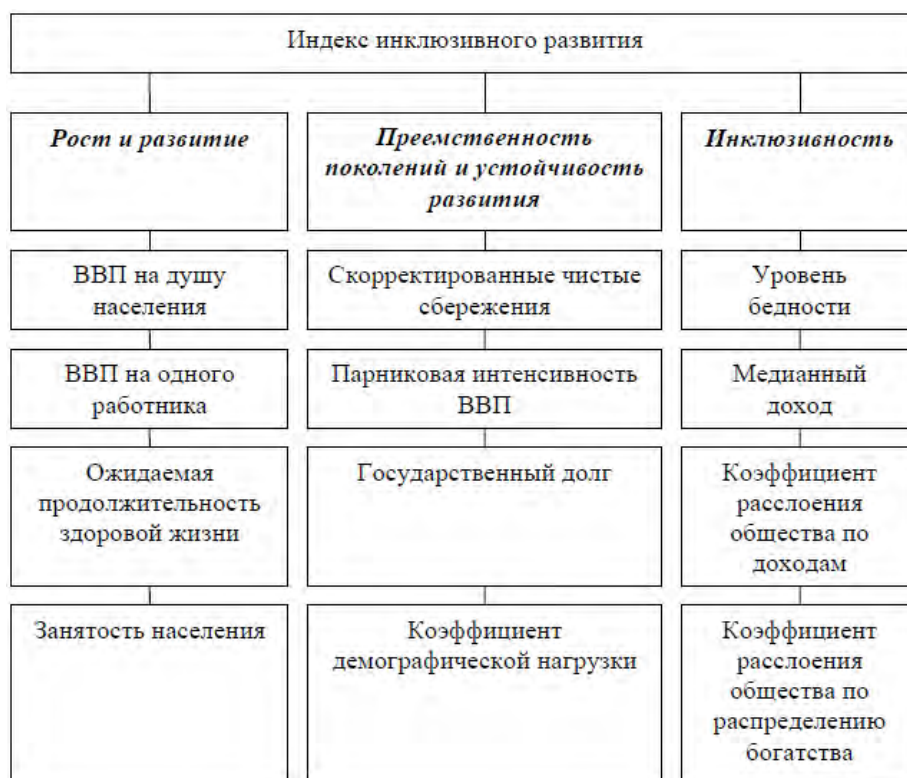 Индекс инклюзивного развития
Рост и развитие
Преемственность
поколений и устойчивость
развития
Инклюзивность
ВВП на душу
населения
Скорректированные чистые
сбережения
Уровень
бедности
ВВП на одного
работника
Парниковая интенсивность
ВВП
Медианный
доход
Ожидаемая
продолжительность
здоровой жизни
Государственный долг
Коэффициент
расслоения
общества по
доходам
Занятость населения
Коэффициент
демографической нагрузки
Коэффициент
расслоения
общества по
распределению
богатства